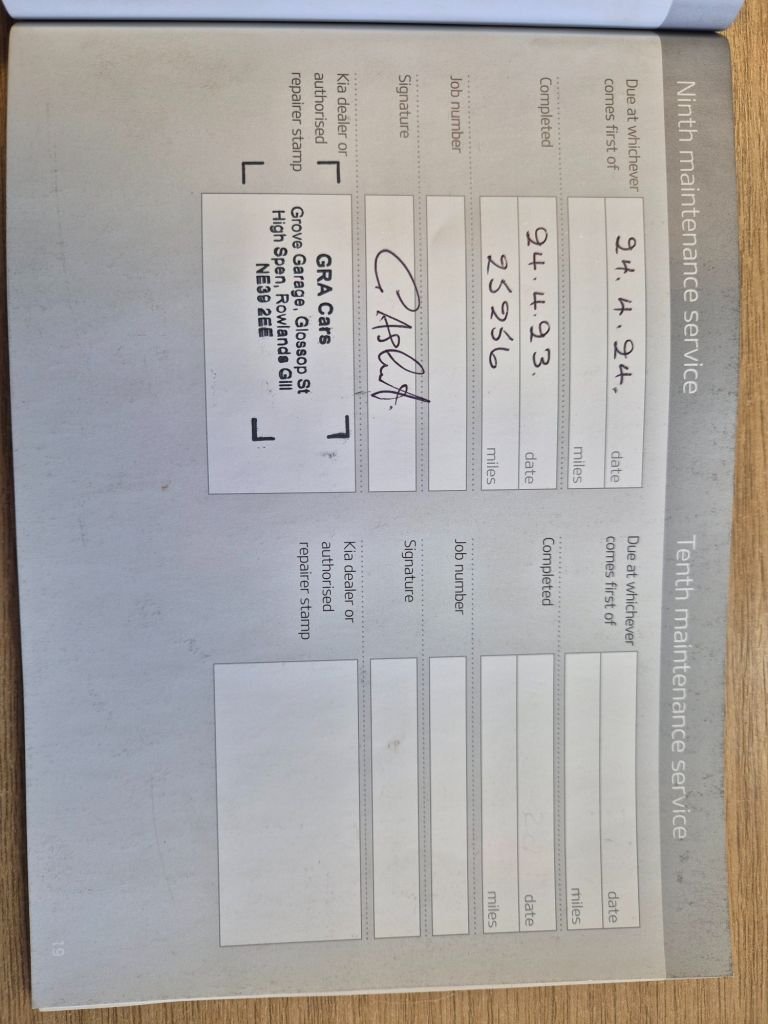 Ninth maintenance service
Due at whichever
comes first of
24.4.24.
date
miles
Completed
24.4.23.
date
25256
miles
Job number
Signature
Kia dealer or
authorised
repairer stamp
GRA Cars
Grove Garage, Glossop St
High Spen, Rowlands Gill
NE39 2EE
Tenth maintenance service
Due at whichever
comes first of
date
miles
Completed
date
miles
Job number
Signature
Kia dealer or
authorised
repairer stamp
19